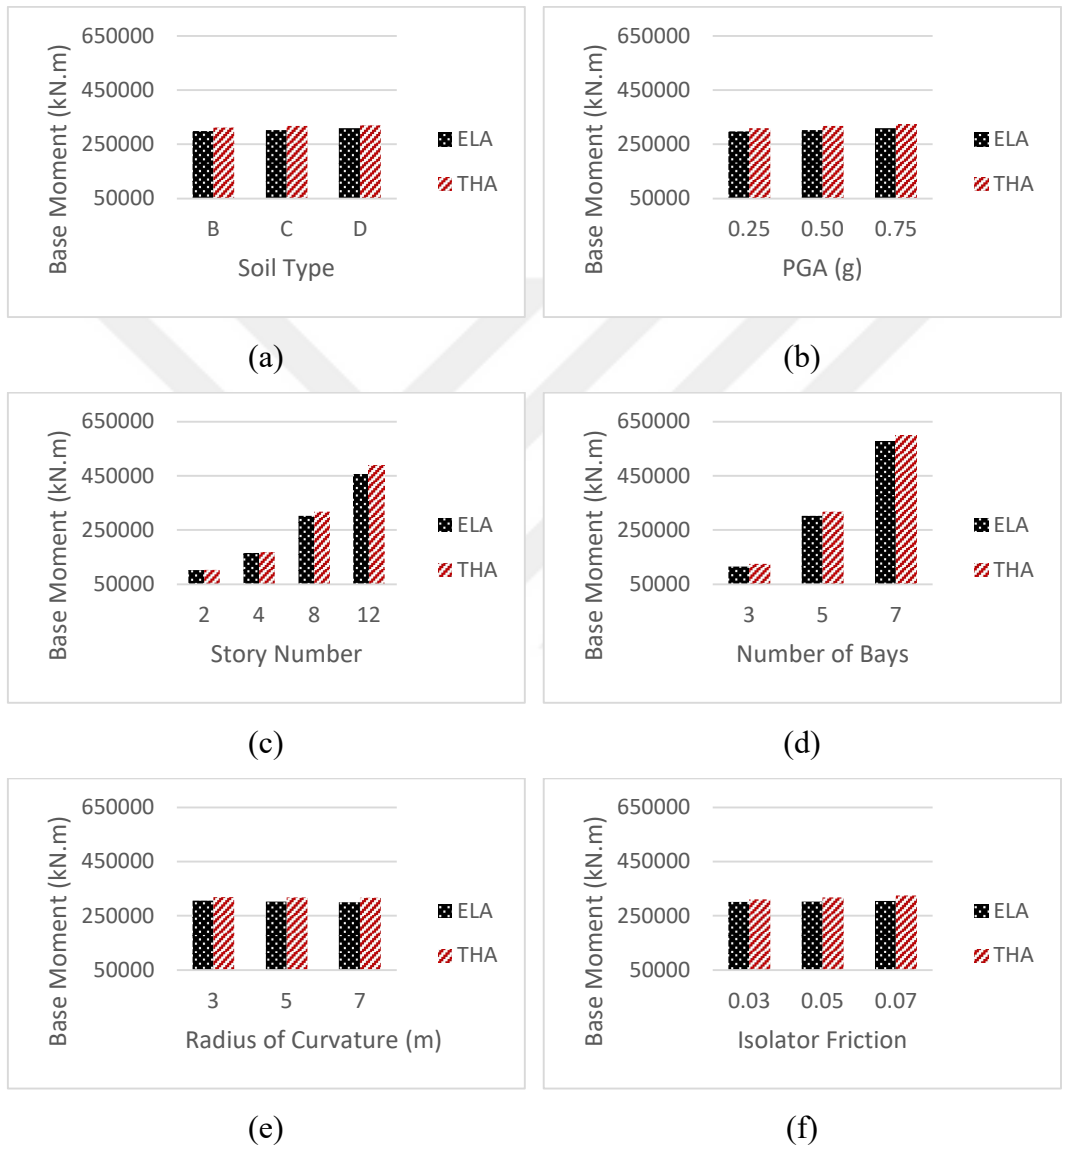 Base Moment (kN.m)
650000
450000
250000
50000
B C D
Soil Type
ELA
THA
(a)
Base Moment (kN.m)
650000
450000
250000
50000
0.25 0.50 0.75
PGA (g)
ELA
THA
(b)
Base Moment (kN.m)
650000
450000
250000
50000
2 4 8 12
Story Number
ELA
THA
(c)
Base Moment (kN.m)
650000
450000
250000
50000
3 5 7
Number of Bays
ELA
THA
(d)
Base Moment (kN.m)
650000
450000
250000
50000
3 5 7
Radius of Curvature (m)
ELA
THA
(e)
Base Moment (kN.m)
650000
450000
250000
50000
0.03 0.05 0.07
Isolator Friction
ELA
THA
(f)